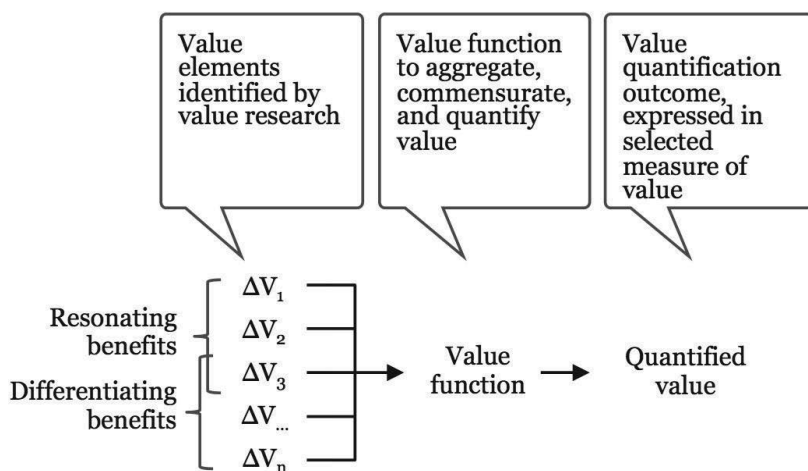 Value
elements
identified by
value research
Value function
to aggregate,
commensurate,
and quantify
value
Value
quantification
outcome,
expressed in
selected
measure of
value
Resonating
benefits
Differentiating
benefits
ΔV₁
ΔV₂
ΔV₃
ΔV...
ΔVₙ
Value
function
Quantified
value